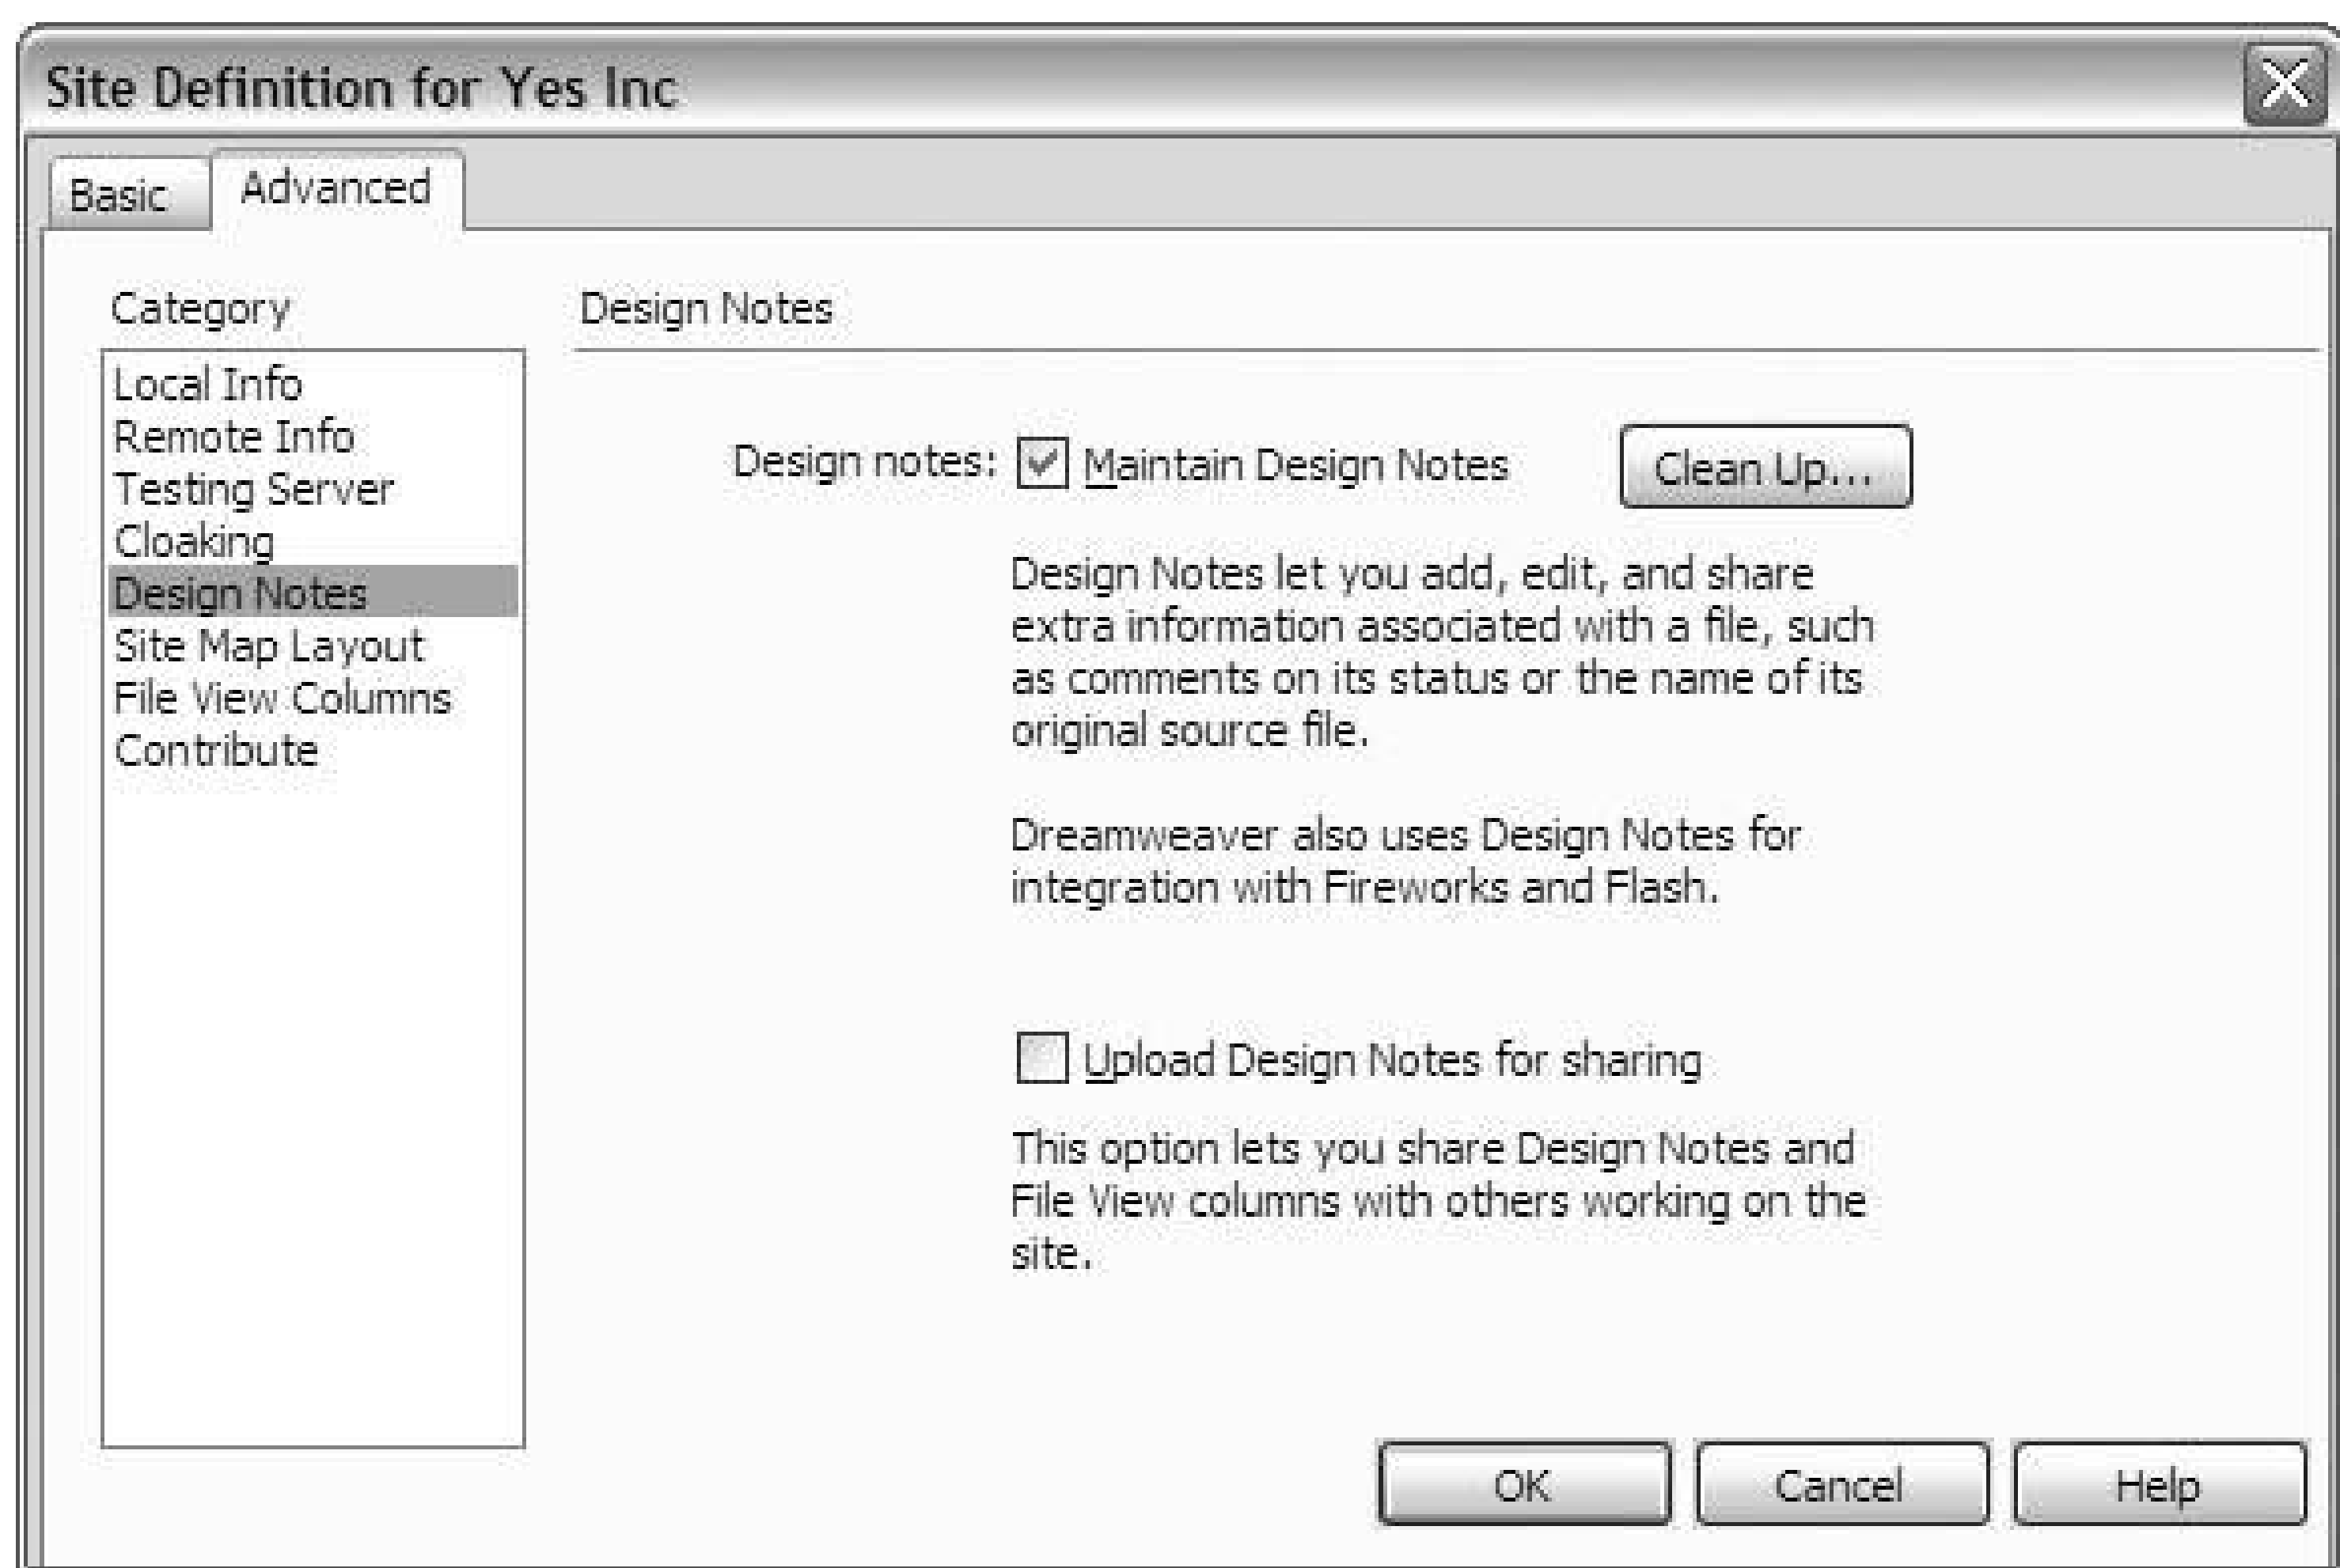 Site Definition for Yes Inc
Basic
Advanced
Category
Local Info
Remote Info
Testing Server
Cloaking
Design Notes
Site Map Layout
File View Columns
Contribute
Design Notes
Design notes: Maintain Design Notes
Clean Up...
Design Notes let you add, edit, and share
extra information associated with a file, such
as comments on its status or the name of its
original source file.
Dreamweaver also uses Design Notes for
integration with Fireworks and Flash.
Upload Design Notes for sharing
This option lets you share Design Notes and
File View columns with others working on the
site.
OK
Cancel
Help